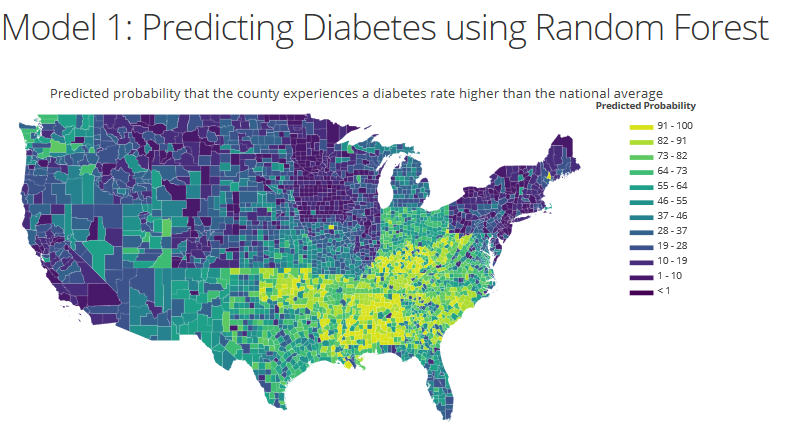 Model 1: Predicting Diabetes using Random Forest
Predicted probability that the county experiences a diabetes rate higher than the national average
Predicted Probability
91 - 100
82 - 91
73 - 82
64 - 73
55 - 64
46 - 55
37 - 46
28 - 37
19 - 28
10 - 19
1 - 10
< 1